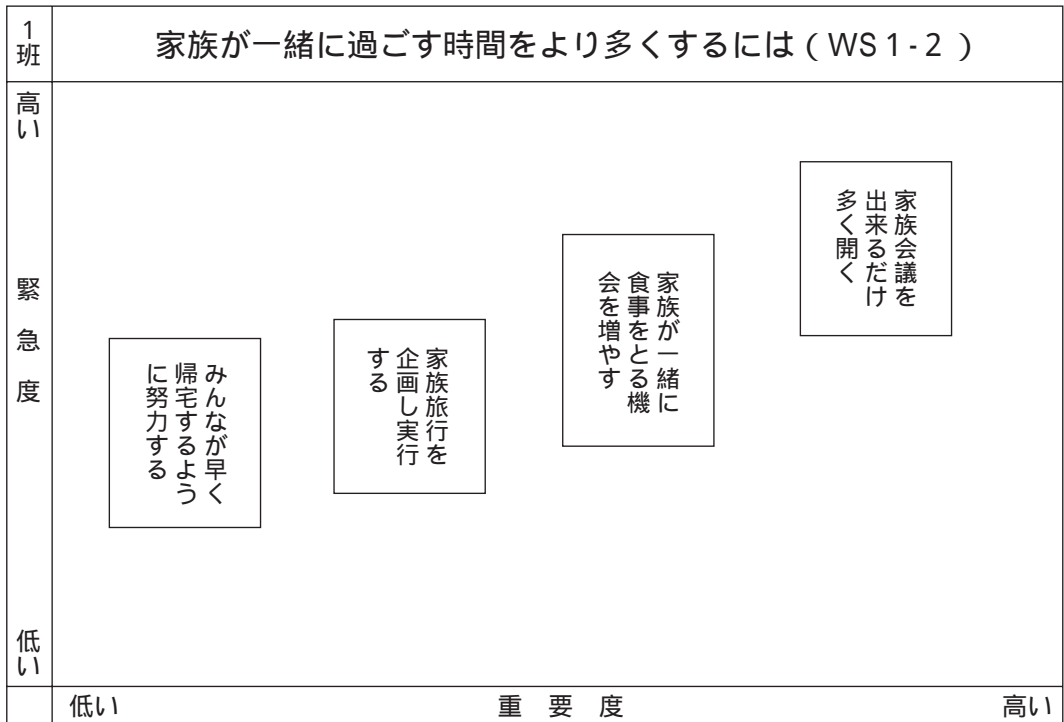 1班
家族が一緒に過ごす時間をより多くするには（WS1-2）
高い
緊急度
低い
家族会議を
出来るだけ
多く開く
家族が一緒に
食事をとる機
会を増やす
家族旅行を
企画し実行
する
みんなが早く
帰宅するよう
に努力する
低い
重要度
高い